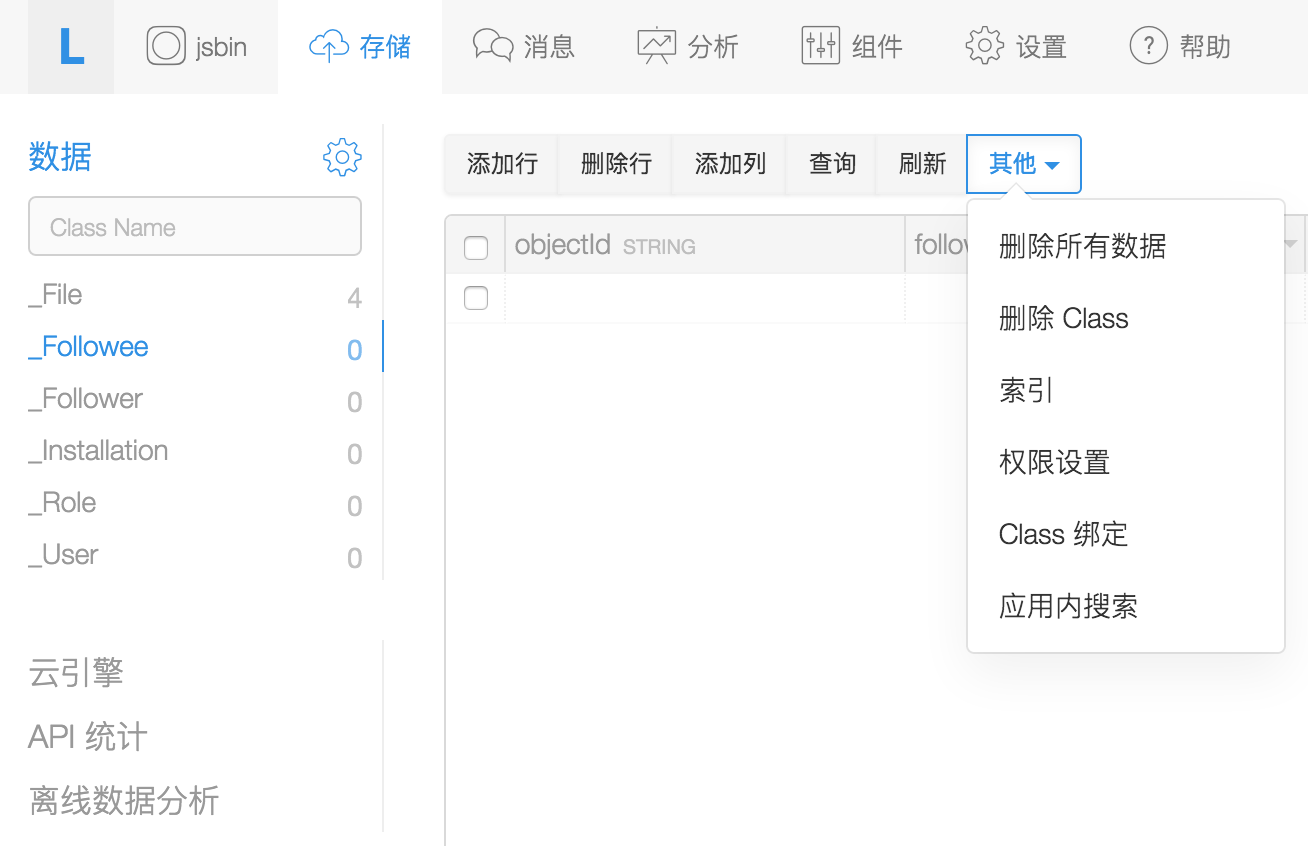 L jsbin 存储 消息 分析 组件 设置 ? 帮助
数据
Class Name
_File 4
_Followee 0
_Follower 0
_Installation 0
_Role 0
_User 0
云引擎
API 统计
离线数据分析
添加行 删除行 添加列 查询 刷新 其他
objectId STRING
删除所有数据
删除 Class
索引
权限设置
Class 绑定
应用内搜索